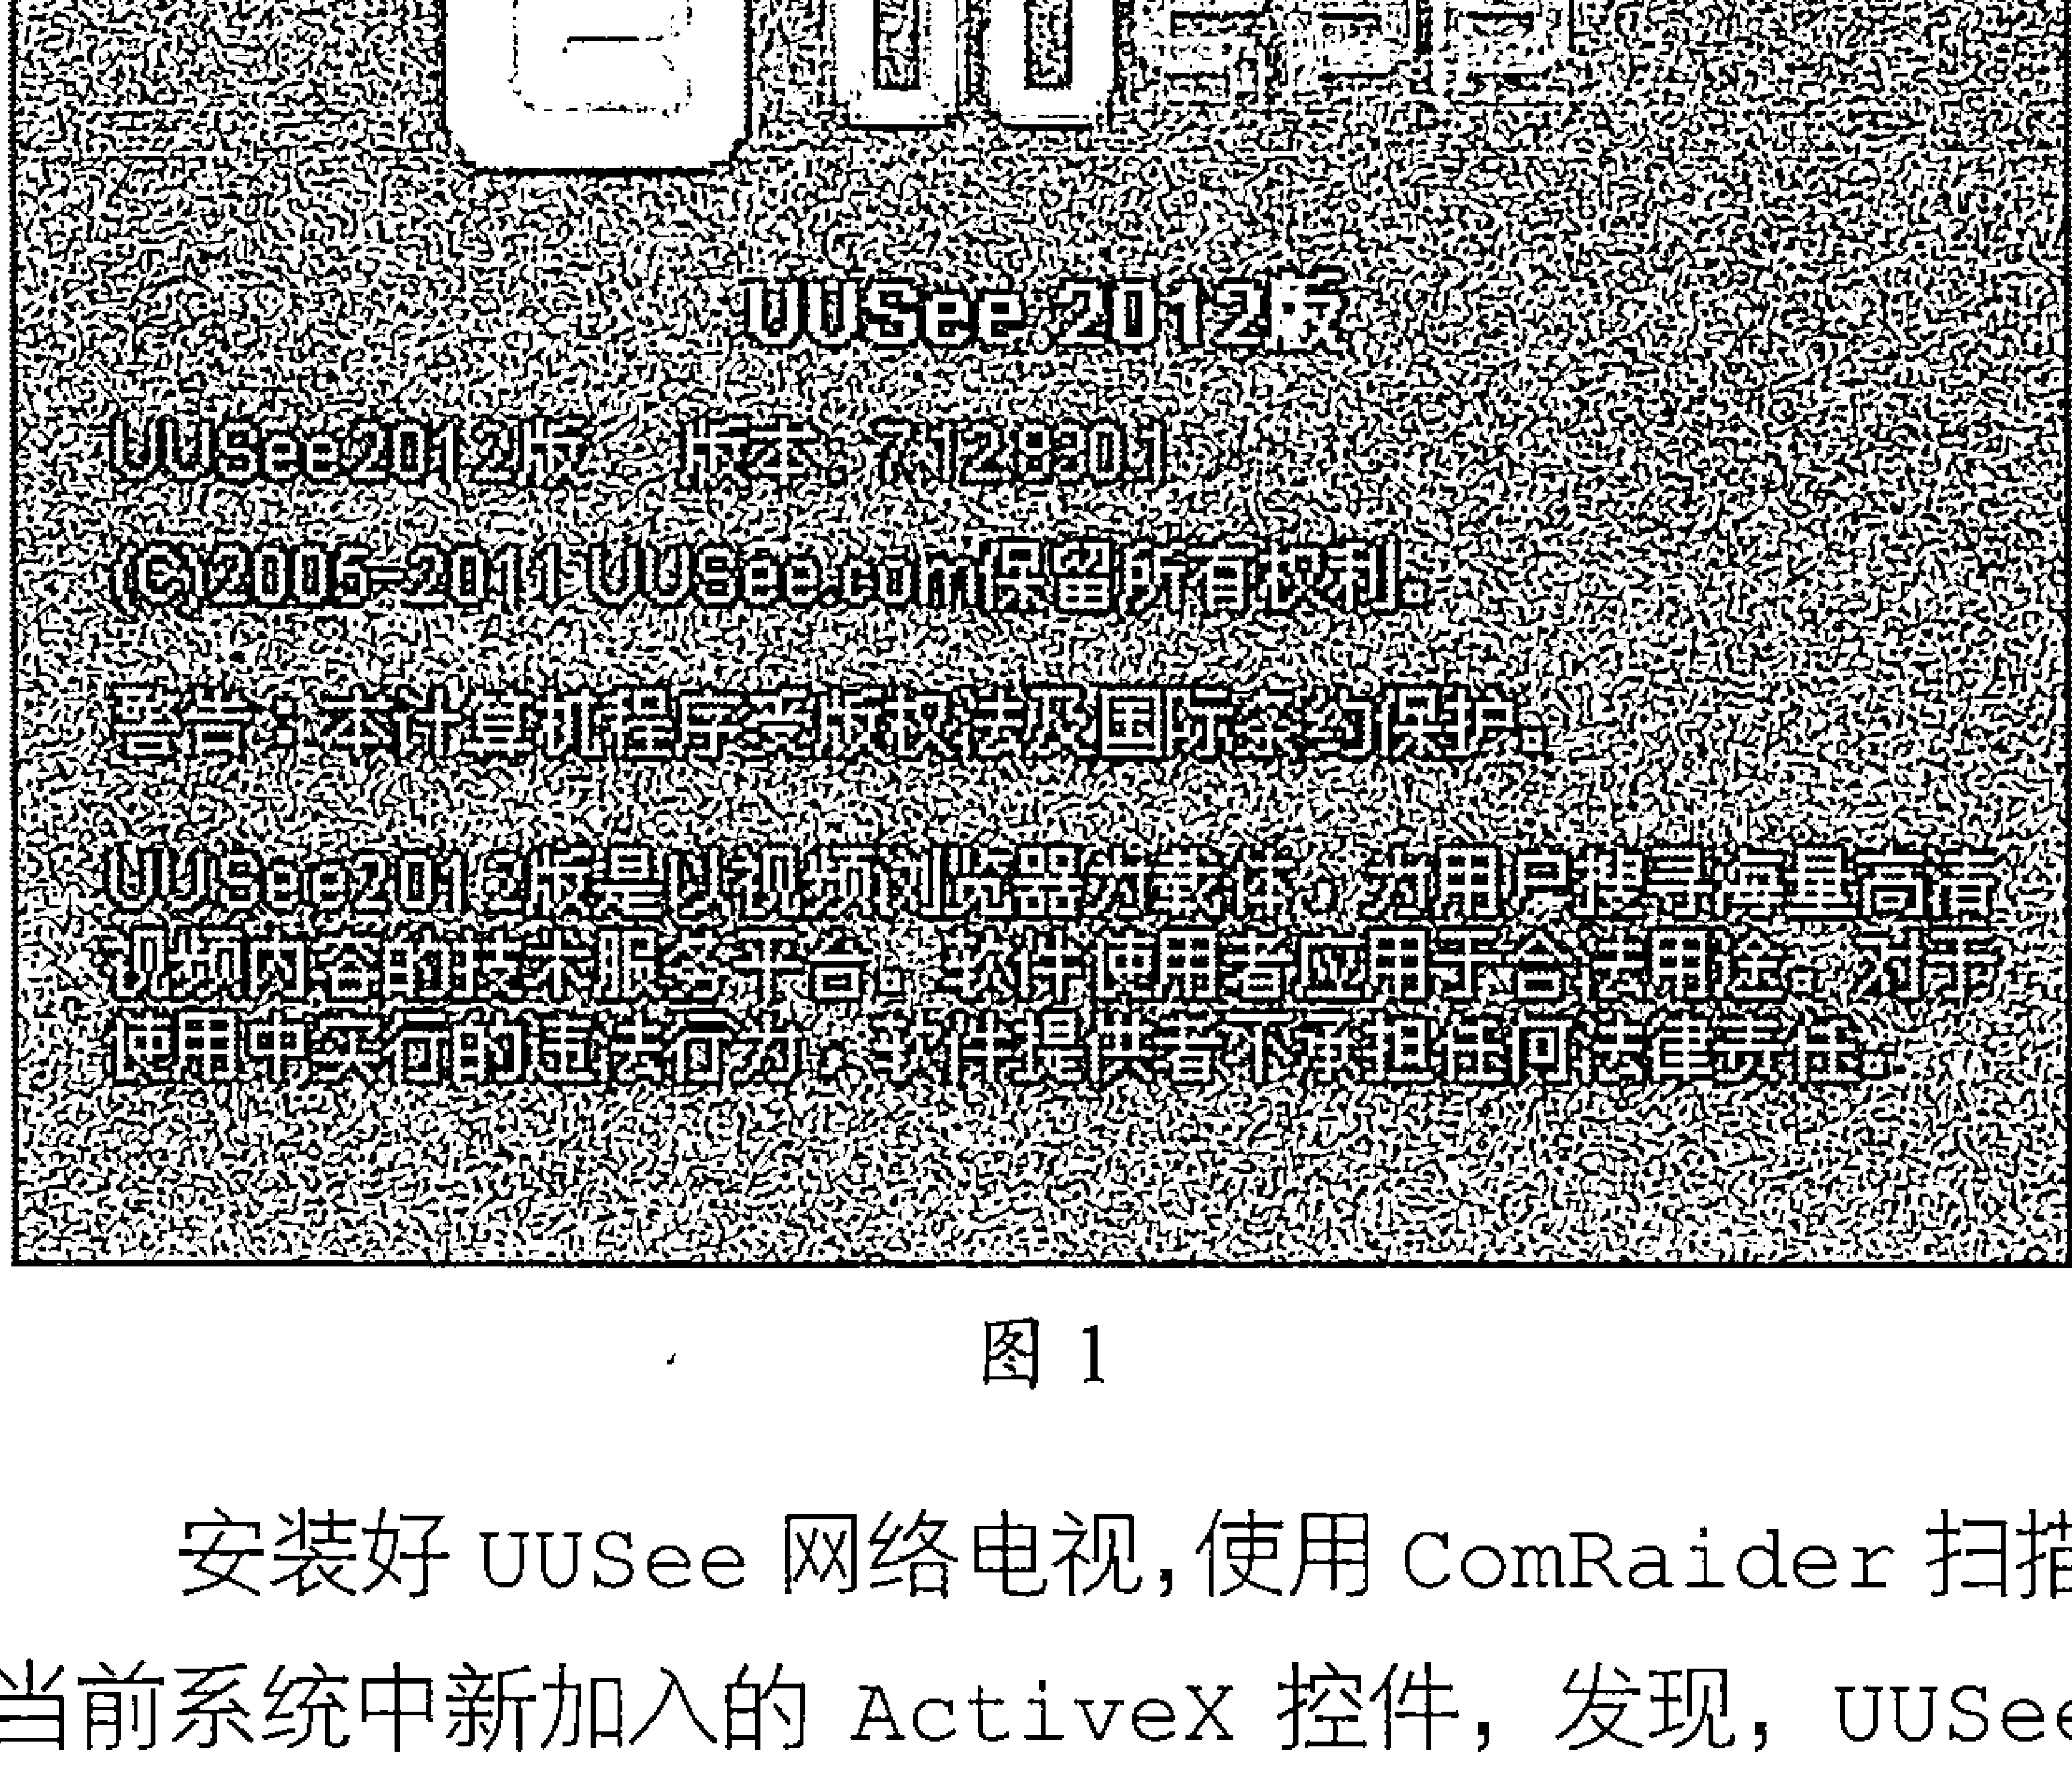 UUSee 2012版
UUSee2012版 版本: 7.12.830.1
(C)2005-2011 UUSee.com保留所有权利。
警告：本计算机程序受版权法及国际条约保护。
UUSee2012版是以视频浏览器为载体，为用户搜寻海量高清
视频内容的技术服务平台。软件使用者应用于合法用途。对于
使用中实行的违法行为，软件提供者不承担任何法律责任。
图 1
安装好 UUSee 网络电视,使用 ComRaider 扫描
当前系统中新加入的 ActiveX 控件，发现，UUSee